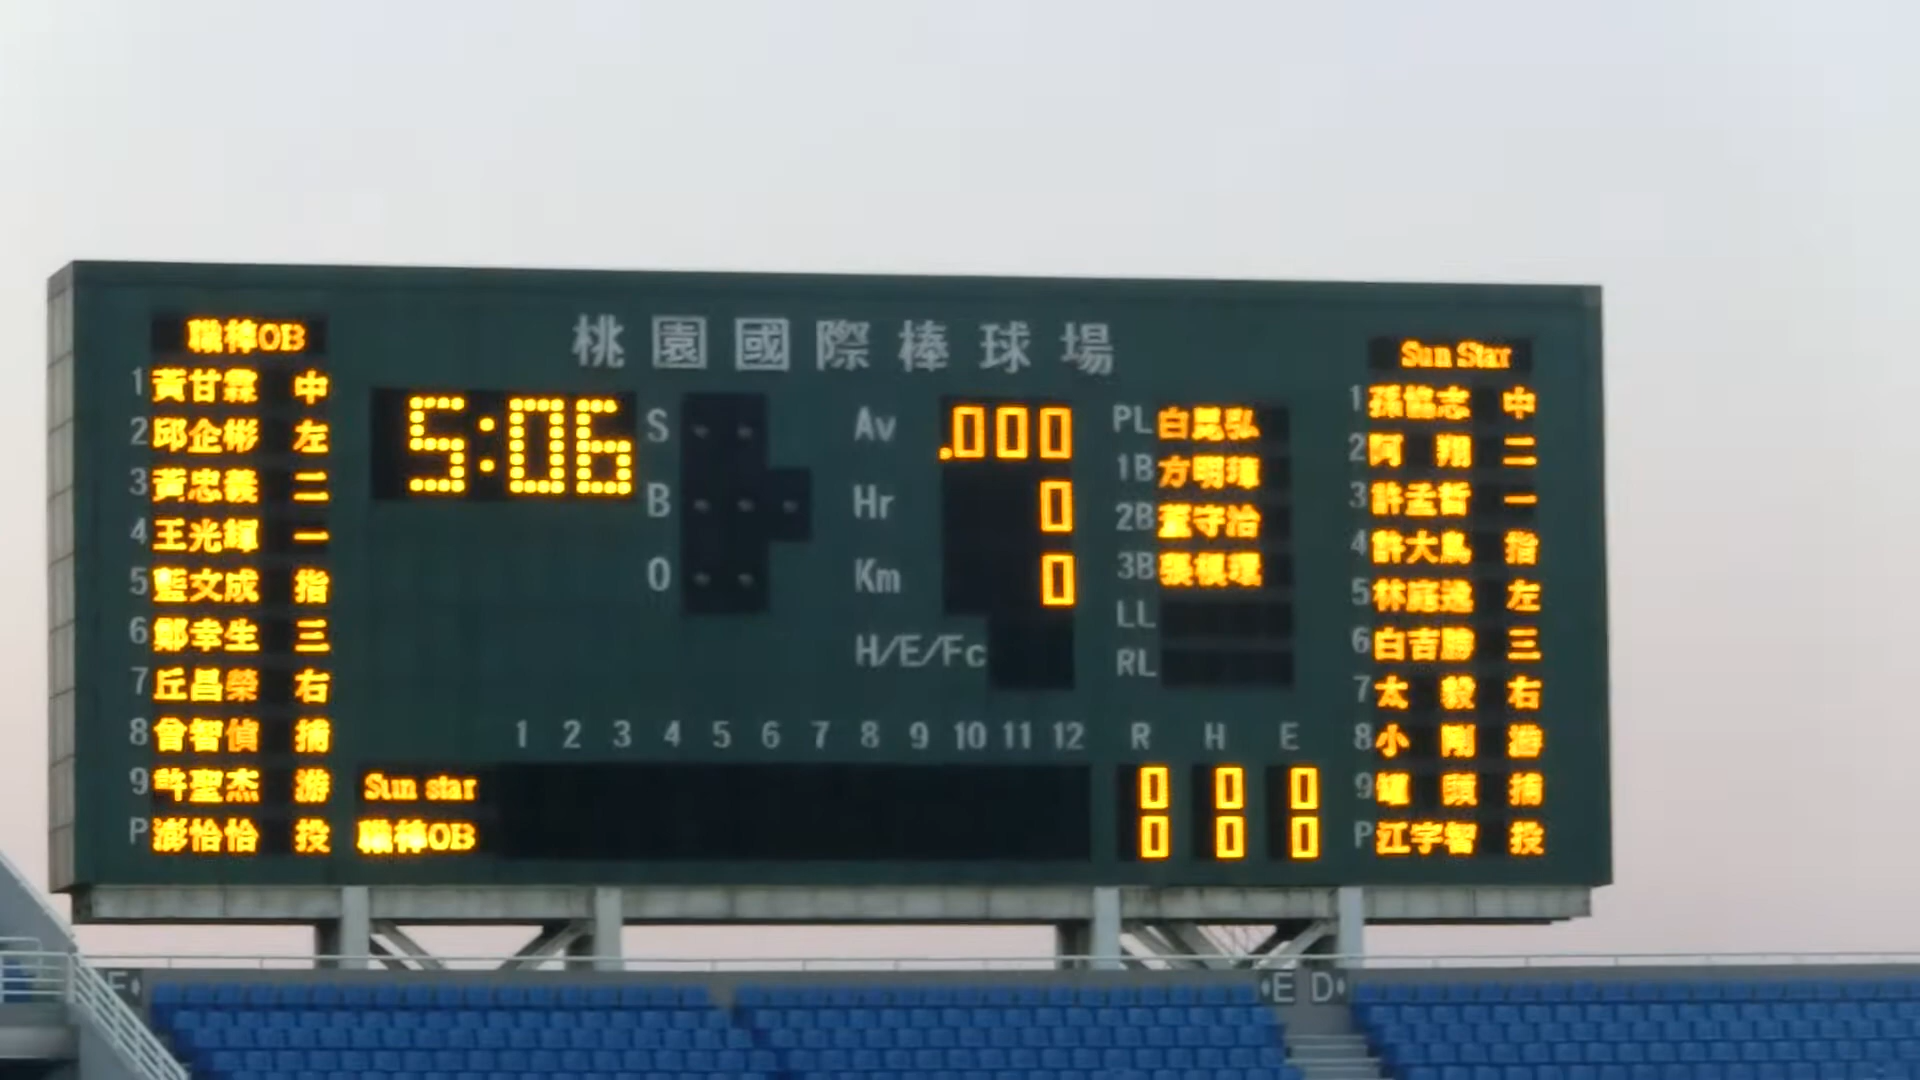 桃園國際棒球場
職棒OB
1 黃甘霖 中
2 邱企彬 左
3 黃忠義 二
4 王光輝 一
5 藍文成 指
6 鄭幸生 三
7 丘昌榮 右
8 曾智偵 捕
9 許聖杰 游
P 澎恰恰 投
5:06
S
B
O
Av .000
Hr 0
Km 0
H/E/Fc
PL 白昆弘
1B 方明瑋
2B 董守治
3B
LL
RL
Sun Star
1 孫協志 中
2 阿翔 二
3 許孟哲 一
4 許大鳥 指
5 林庭逸 左
6 白吉勝 三
7 太毅 右
8 小剛 游
9 罐頭 捕
P 江宇智 投
1 2 3 4 5 6 7 8 9 10 11 12 R H E
Sun star 0 0 0
職棒OB 0 0 0
F
E D